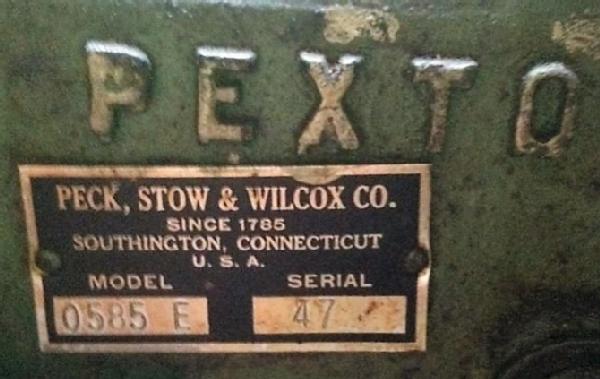 PEXTO
PECK, STOW & WILCOX CO.
SINCE 1785
SOUTHINGTON, CONNECTICUT
U. S. A.
MODEL SERIAL
0585 E 47